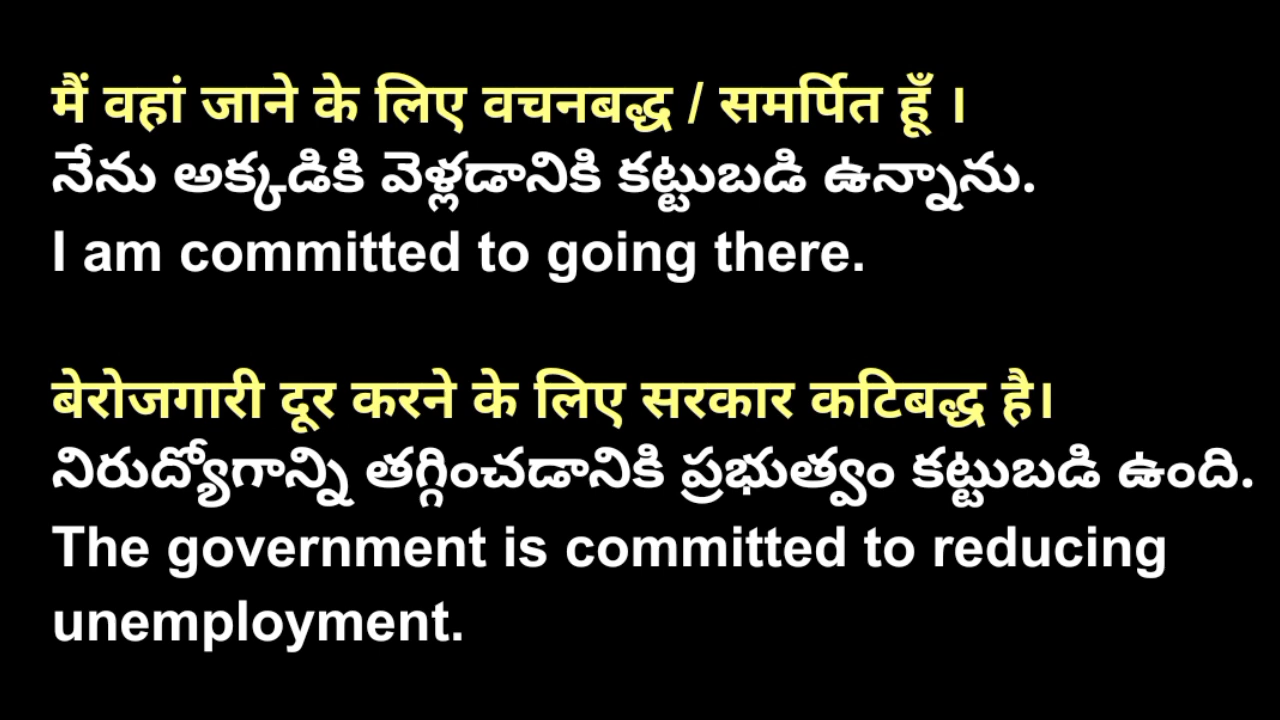 मैं वहां जाने के लिए वचनबद्ध / समर्पित हूँ ।
నేను అక్కడికి వెళ్లడానికి కట్టుబడి ఉన్నాను.
I am committed to going there.
बेरोजगारी दूर करने के लिए सरकार कटिबद्ध है।
నిరుద్యోగాన్ని తగ్గించడానికి ప్రభుత్వం కట్టుబడి ఉంది.
The government is committed to reducing
unemployment.